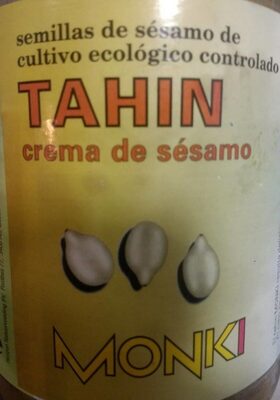 semillas de sésamo de
cultivo ecológico controlado
TAHIN
crema de sésamo
MONKI